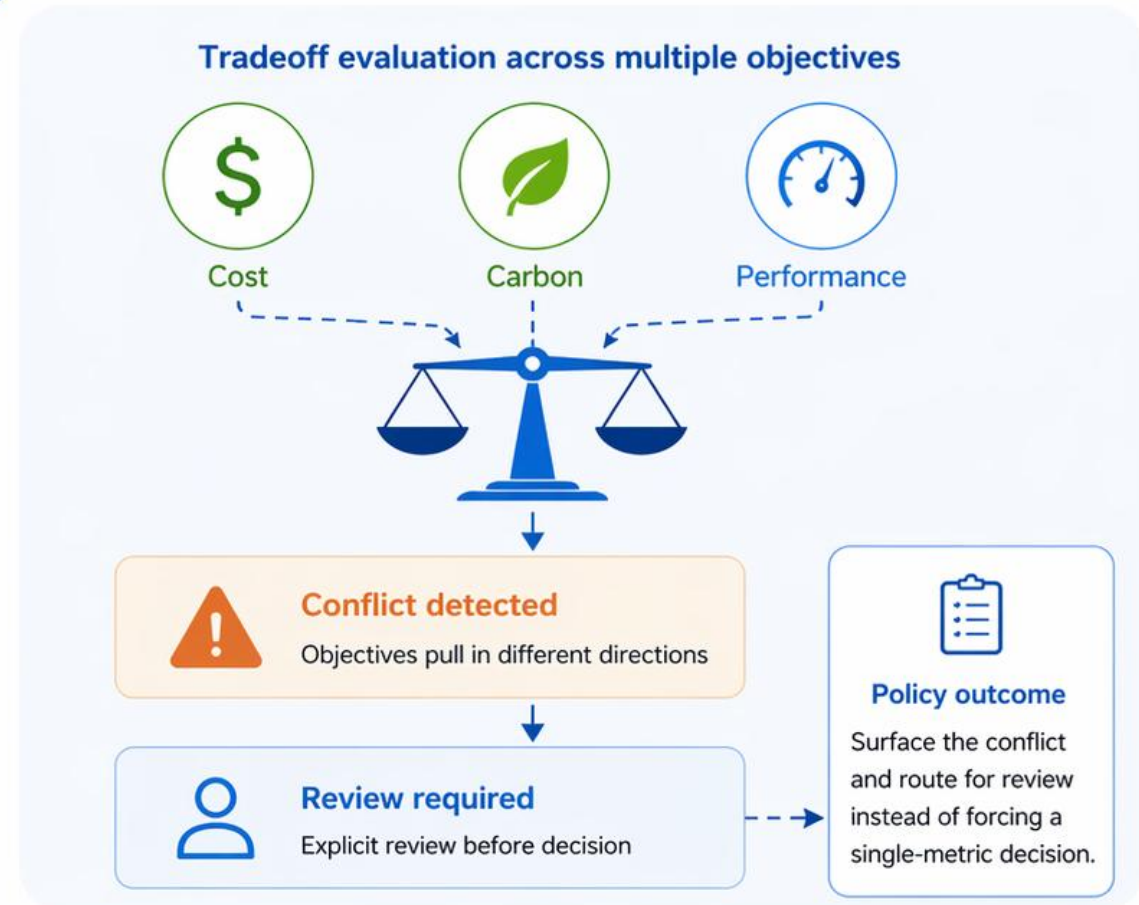 Tradeoff evaluation across multiple objectives
$
Cost
Carbon
Performance
Conflict detected
Objectives pull in different directions
Review required
Explicit review before decision
Policy outcome
Surface the conflict
and route for review
instead of forcing a
single-metric decision.